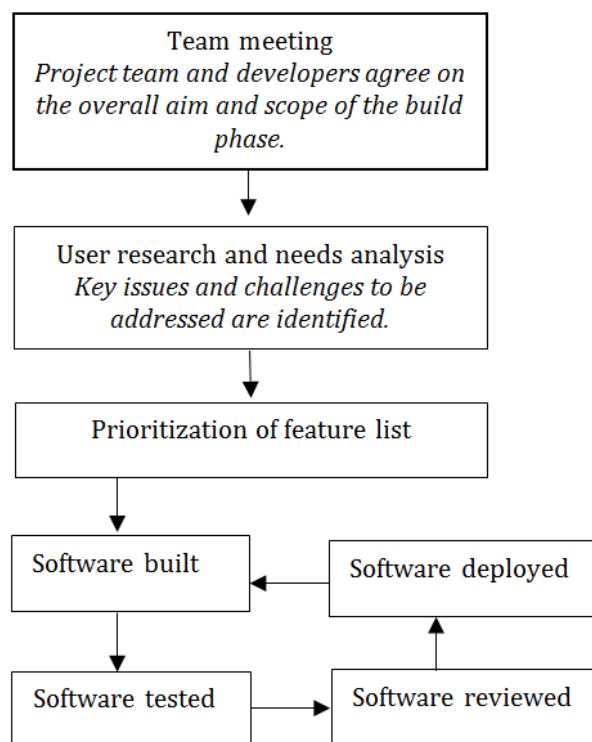 Team meeting
Project team and developers agree on
the overall aim and scope of the build
phase.
User research and needs analysis
Key issues and challenges to be
addressed are identified.
Prioritization of feature list
Software built
Software deployed
Software tested
Software reviewed